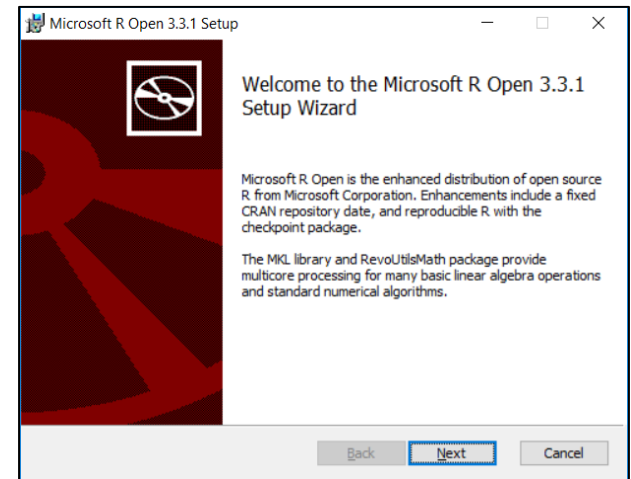 Microsoft R Open 3.3.1 Setup
Welcome to the Microsoft R Open 3.3.1
Setup Wizard
Microsoft R Open is the enhanced distribution of open source
R from Microsoft Corporation. Enhancements include a fixed
CRAN repository date, and reproducible R with the
checkpoint package.
The MKL library and RevoUtilsMath package provide
multicore processing for many basic linear algebra operations
and standard numerical algorithms.
Back Next Cancel